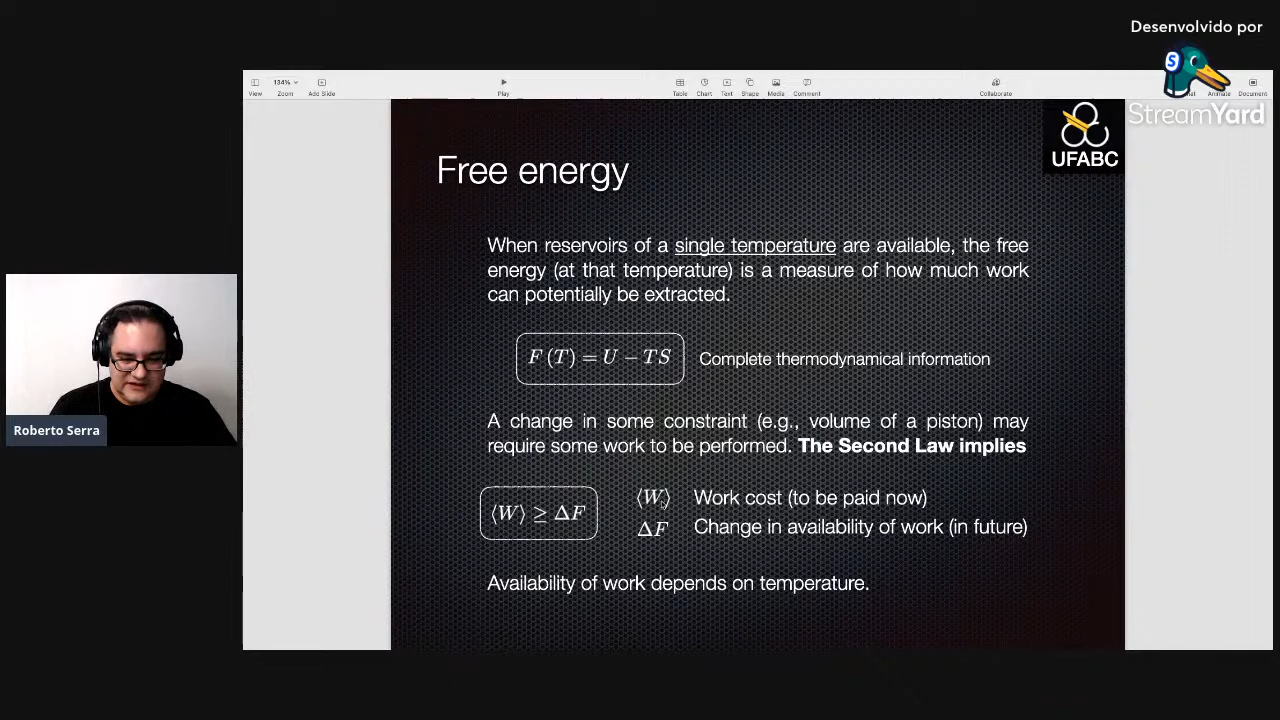 Desenvolvido por
S
StreamYard
134%
View
Zoom
Add Slide
Play
Table
Chart
Text
Shape
Media
Comment
Collaborate
Animate
Document
UFABC
Free energy
When reservoirs of a single temperature are available, the free
energy (at that temperature) is a measure of how much work
can potentially be extracted.
F (T) = U − TS
Complete thermodynamical information
A change in some constraint (e.g., volume of a piston) may
require some work to be performed. The Second Law implies
⟨W⟩ ≥ ΔF
⟨W⟩ Work cost (to be paid now)
ΔF Change in availability of work (in future)
Availability of work depends on temperature.
Roberto Serra